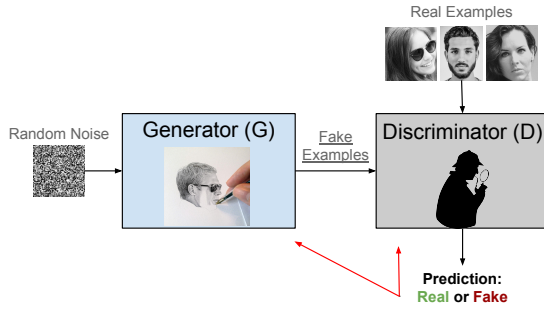 Real Examples
Random Noise
Generator (G)
Fake
Examples
Discriminator (D)
Prediction:
Real or Fake